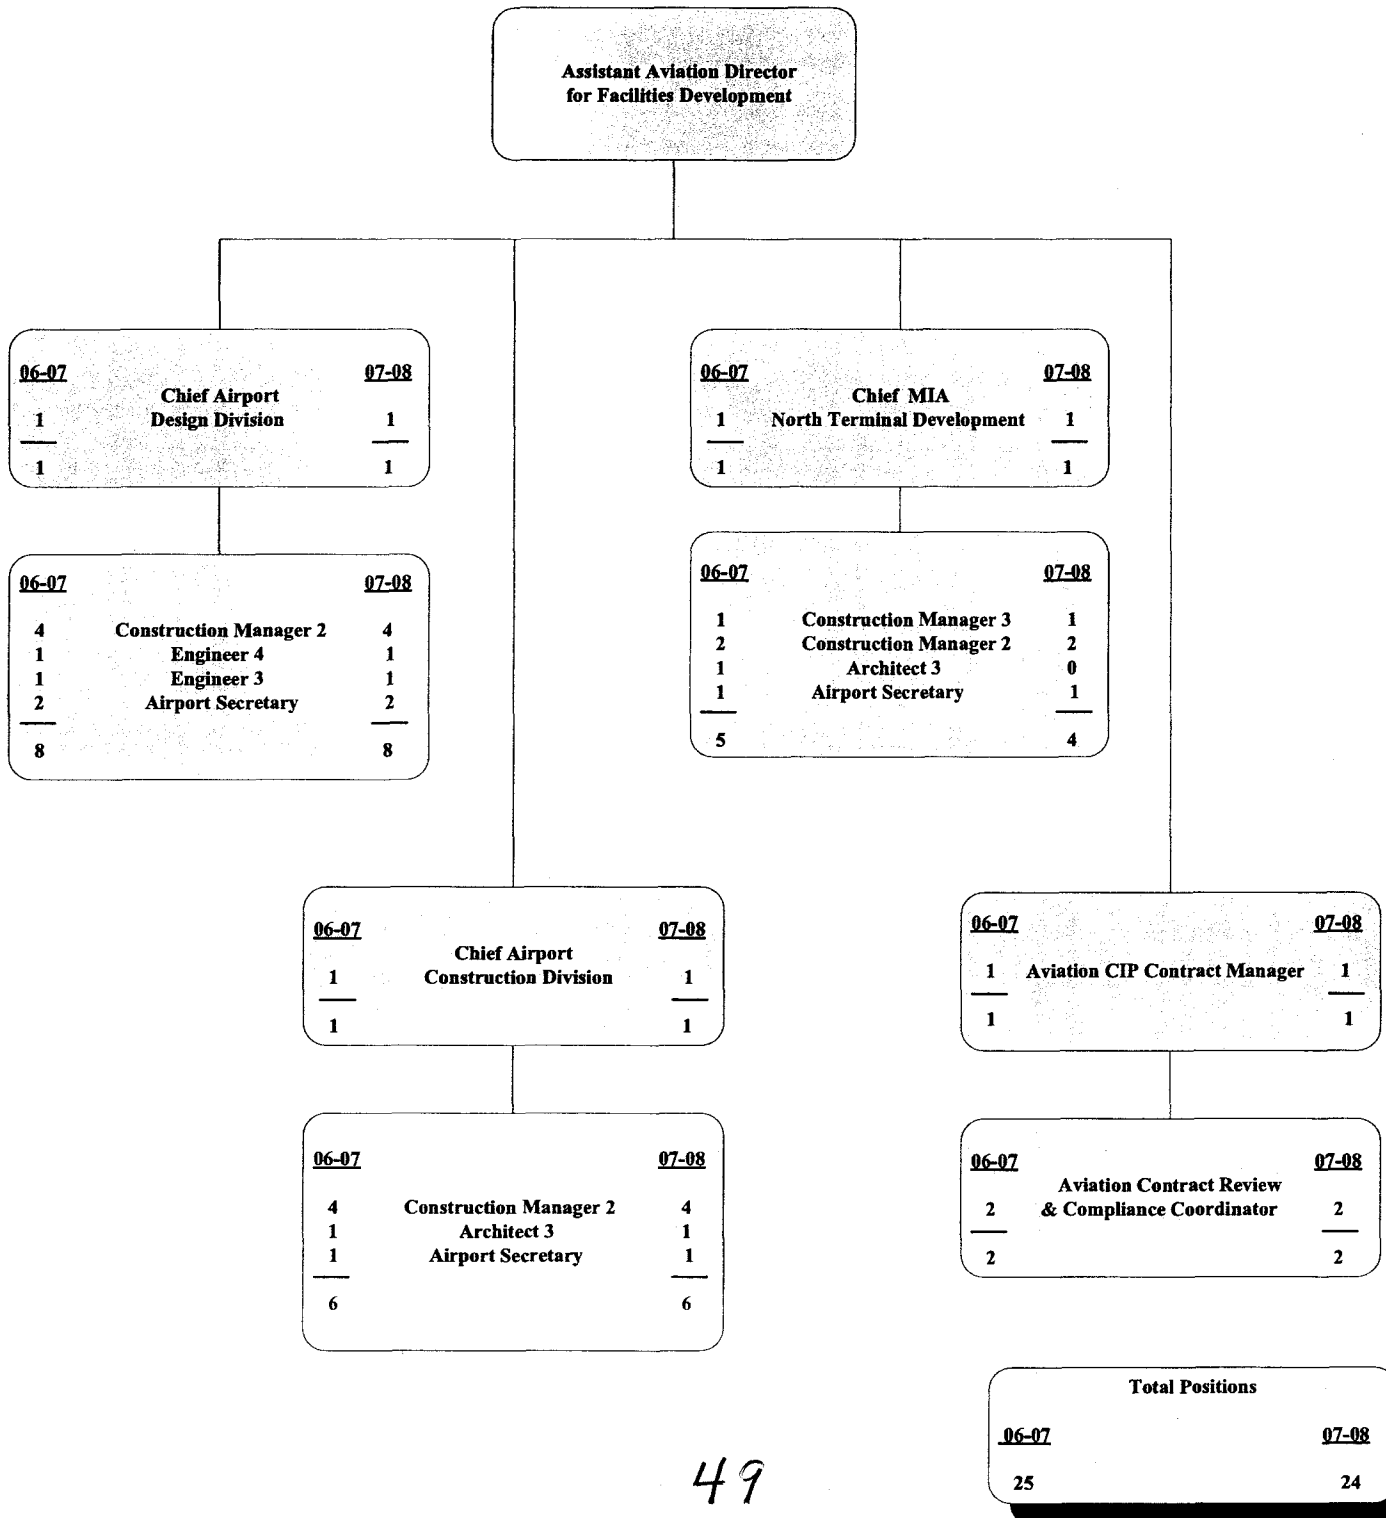 Assistant Aviation Director
for Facilities Development
06-07 07-08
Chief Airport
1 Design Division 1
1 1
06-07 07-08
4 Construction Manager 2 4
1 Engineer 4 1
1 Engineer 3 1
2 Airport Secretary 2
8 8
06-07 07-08
Chief MIA
1 North Terminal Development 1
1 1
06-07 07-08
1 Construction Manager 3 1
2 Construction Manager 2 2
1 Architect 3 0
1 Airport Secretary 1
5 4
06-07 07-08
Chief Airport
1 Construction Division 1
1 1
06-07 07-08
4 Construction Manager 2 4
1 Architect 3 1
1 Airport Secretary 1
6 6
06-07 07-08
1 Aviation CIP Contract Manager 1
1 1
06-07 07-08
Aviation Contract Review
2 & Compliance Coordinator 2
2 2
Total Positions
06-07 07-08
25 24
49